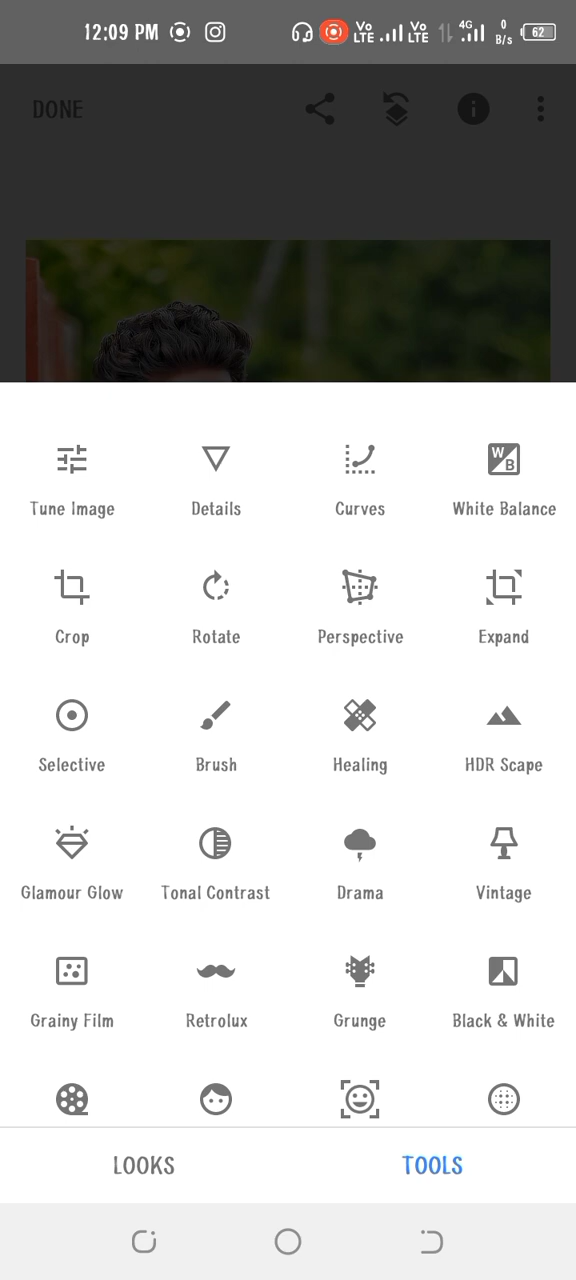 12:09 PM Vo LTE Vo LTE 4G 0 B/s 62
DONE
Tune Image Details Curves White Balance
Crop Rotate Perspective Expand
Selective Brush Healing HDR Scape
Glamour Glow Tonal Contrast Drama Vintage
Grainy Film Retrolux Grunge Black & White
LOOKS TOOLS